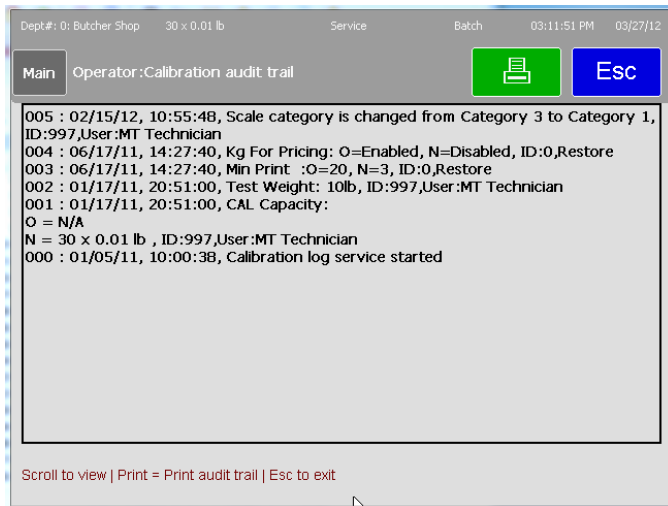 Dept#: 0: Butcher Shop 30 x 0.01 lb Service Batch 03:11:51 PM 03/27/12
Main Operator:Calibration audit trail Esc
005 : 02/15/12, 10:55:48, Scale category is changed from Category 3 to Category 1,
ID:997,User:MT Technician
004 : 06/17/11, 14:27:40, Kg For Pricing: O=Enabled, N=Disabled, ID:0,Restore
003 : 06/17/11, 14:27:40, Min Print :O=20, N=3, ID:0,Restore
002 : 01/17/11, 20:51:00, Test Weight: 10lb, ID:997,User:MT Technician
001 : 01/17/11, 20:51:00, CAL Capacity:
O = N/A
N = 30 x 0.01 lb , ID:997,User:MT Technician
000 : 01/05/11, 10:00:38, Calibration log service started
Scroll to view | Print = Print audit trail | Esc to exit